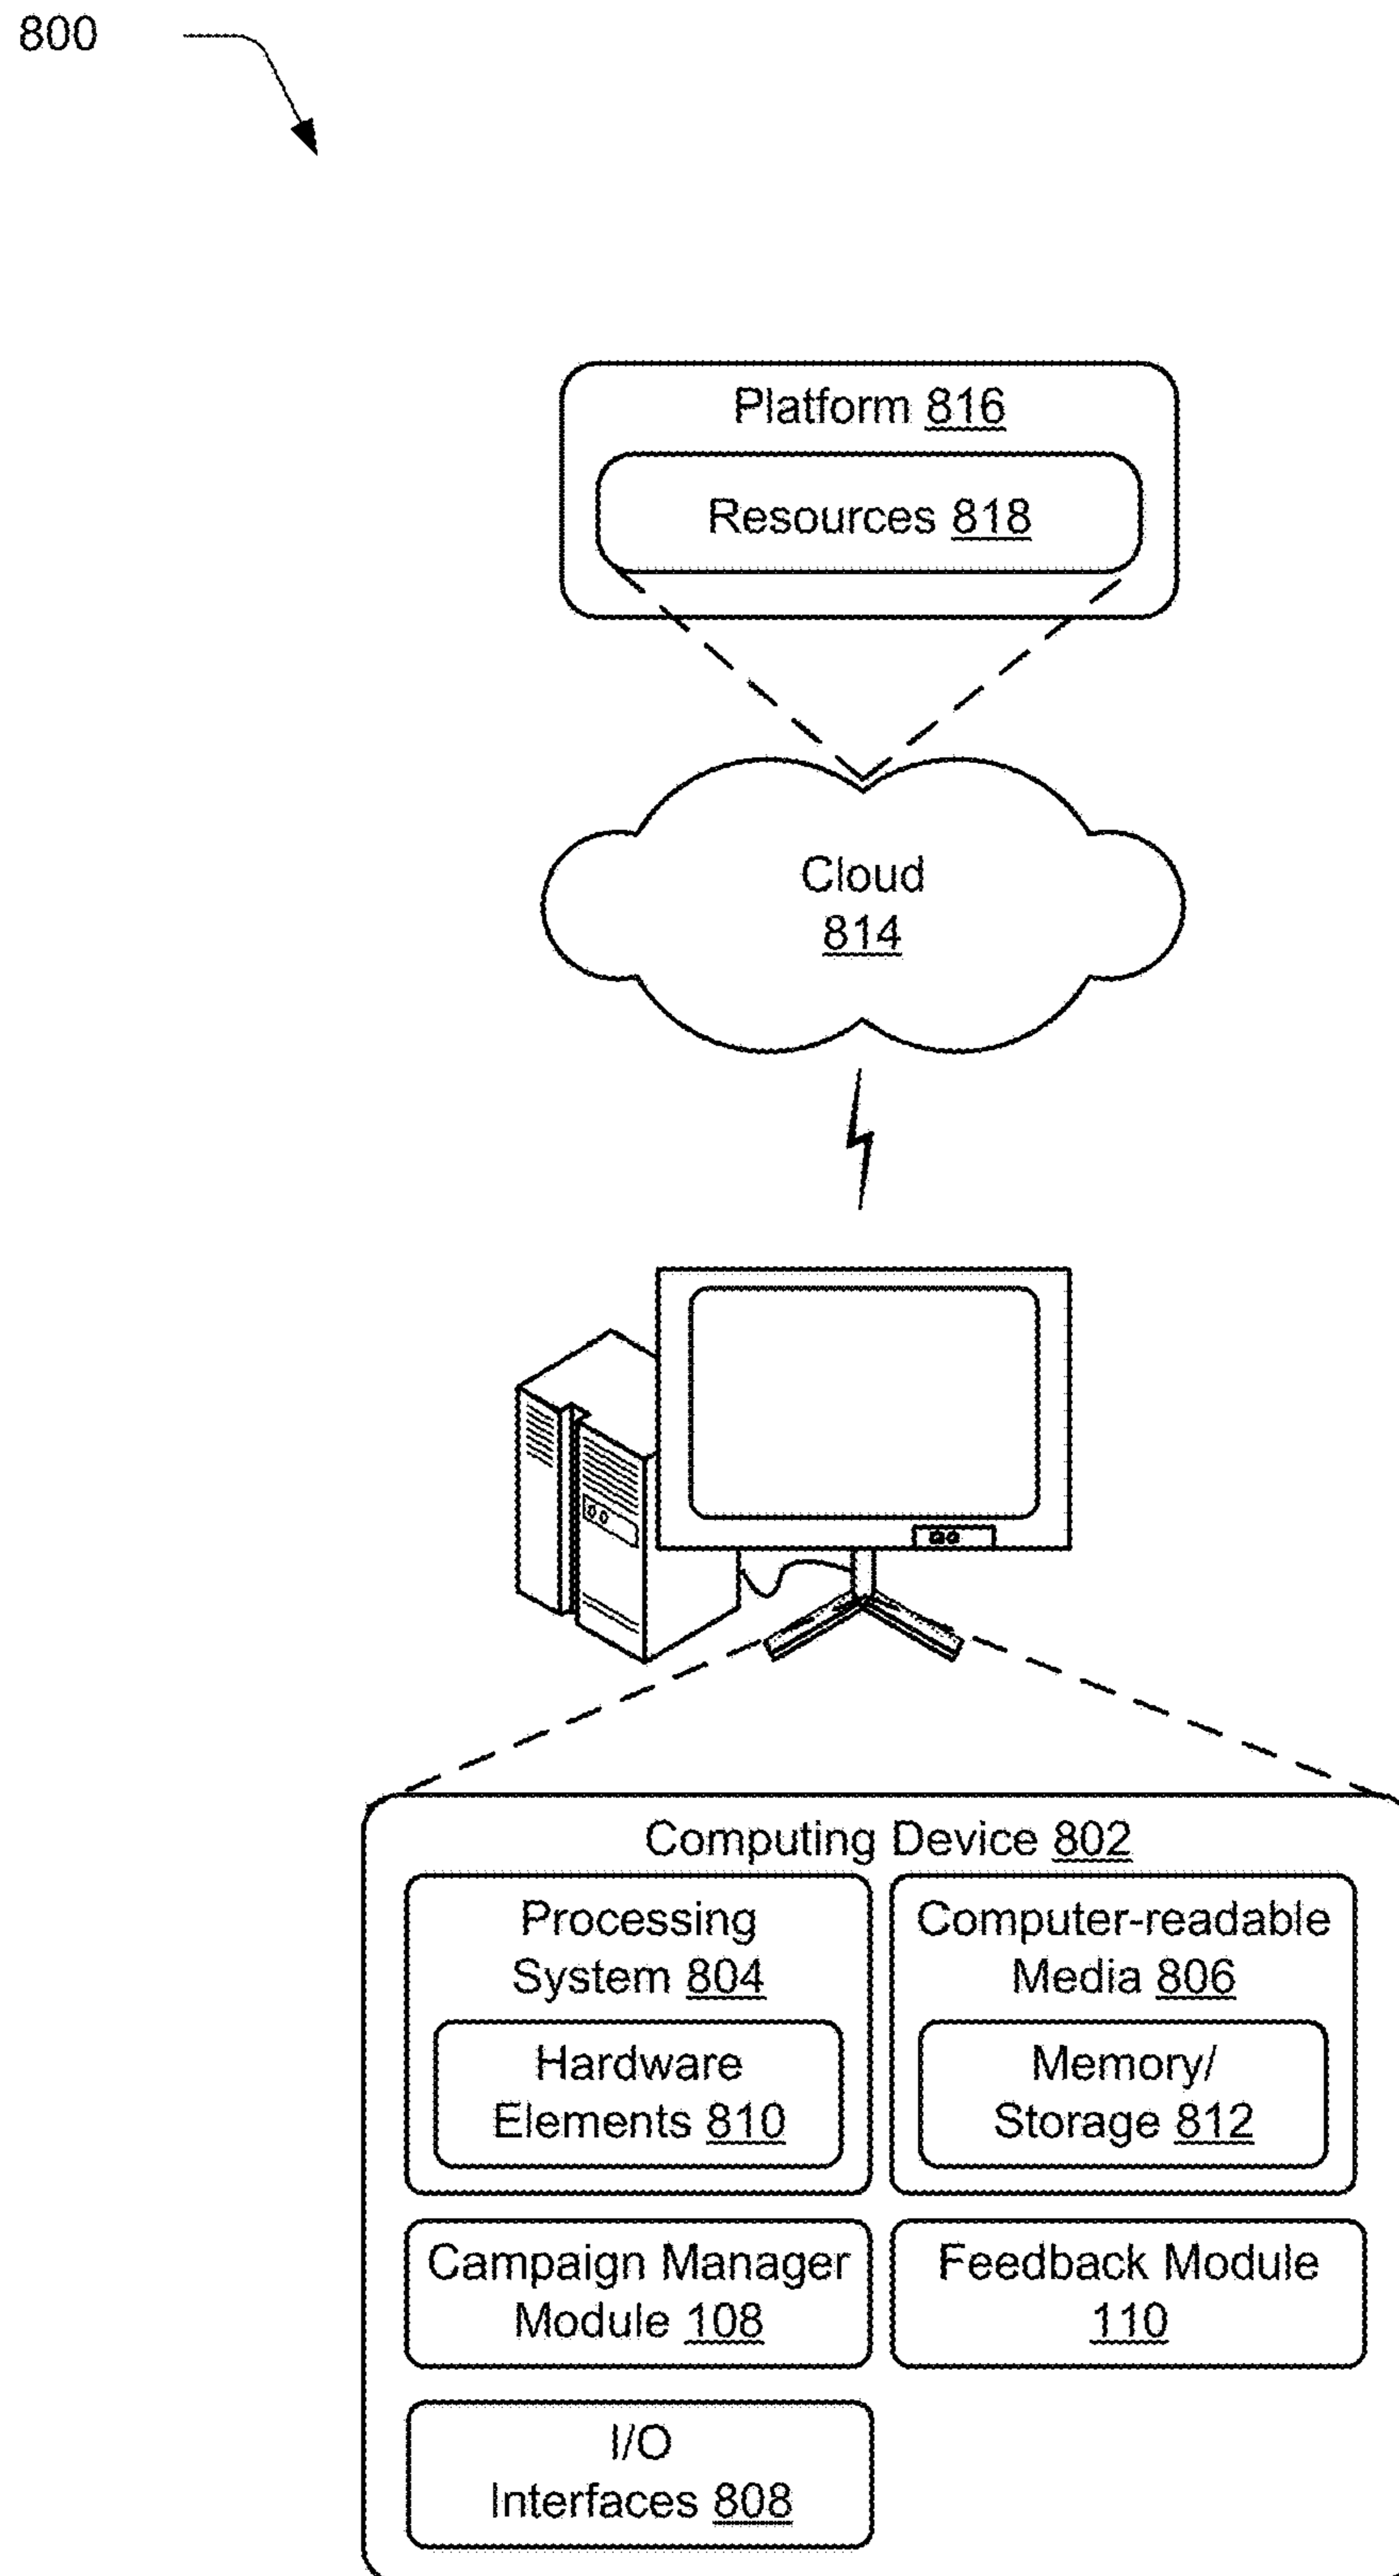 800
Platform 816
Resources 818
Cloud
814
Computing Device 802
Processing
System 804
Hardware
Elements 810
Computer-readable
Media 806
Memory/
Storage 812
Campaign Manager
Module 108
Feedback Module
110
I/O
Interfaces 808